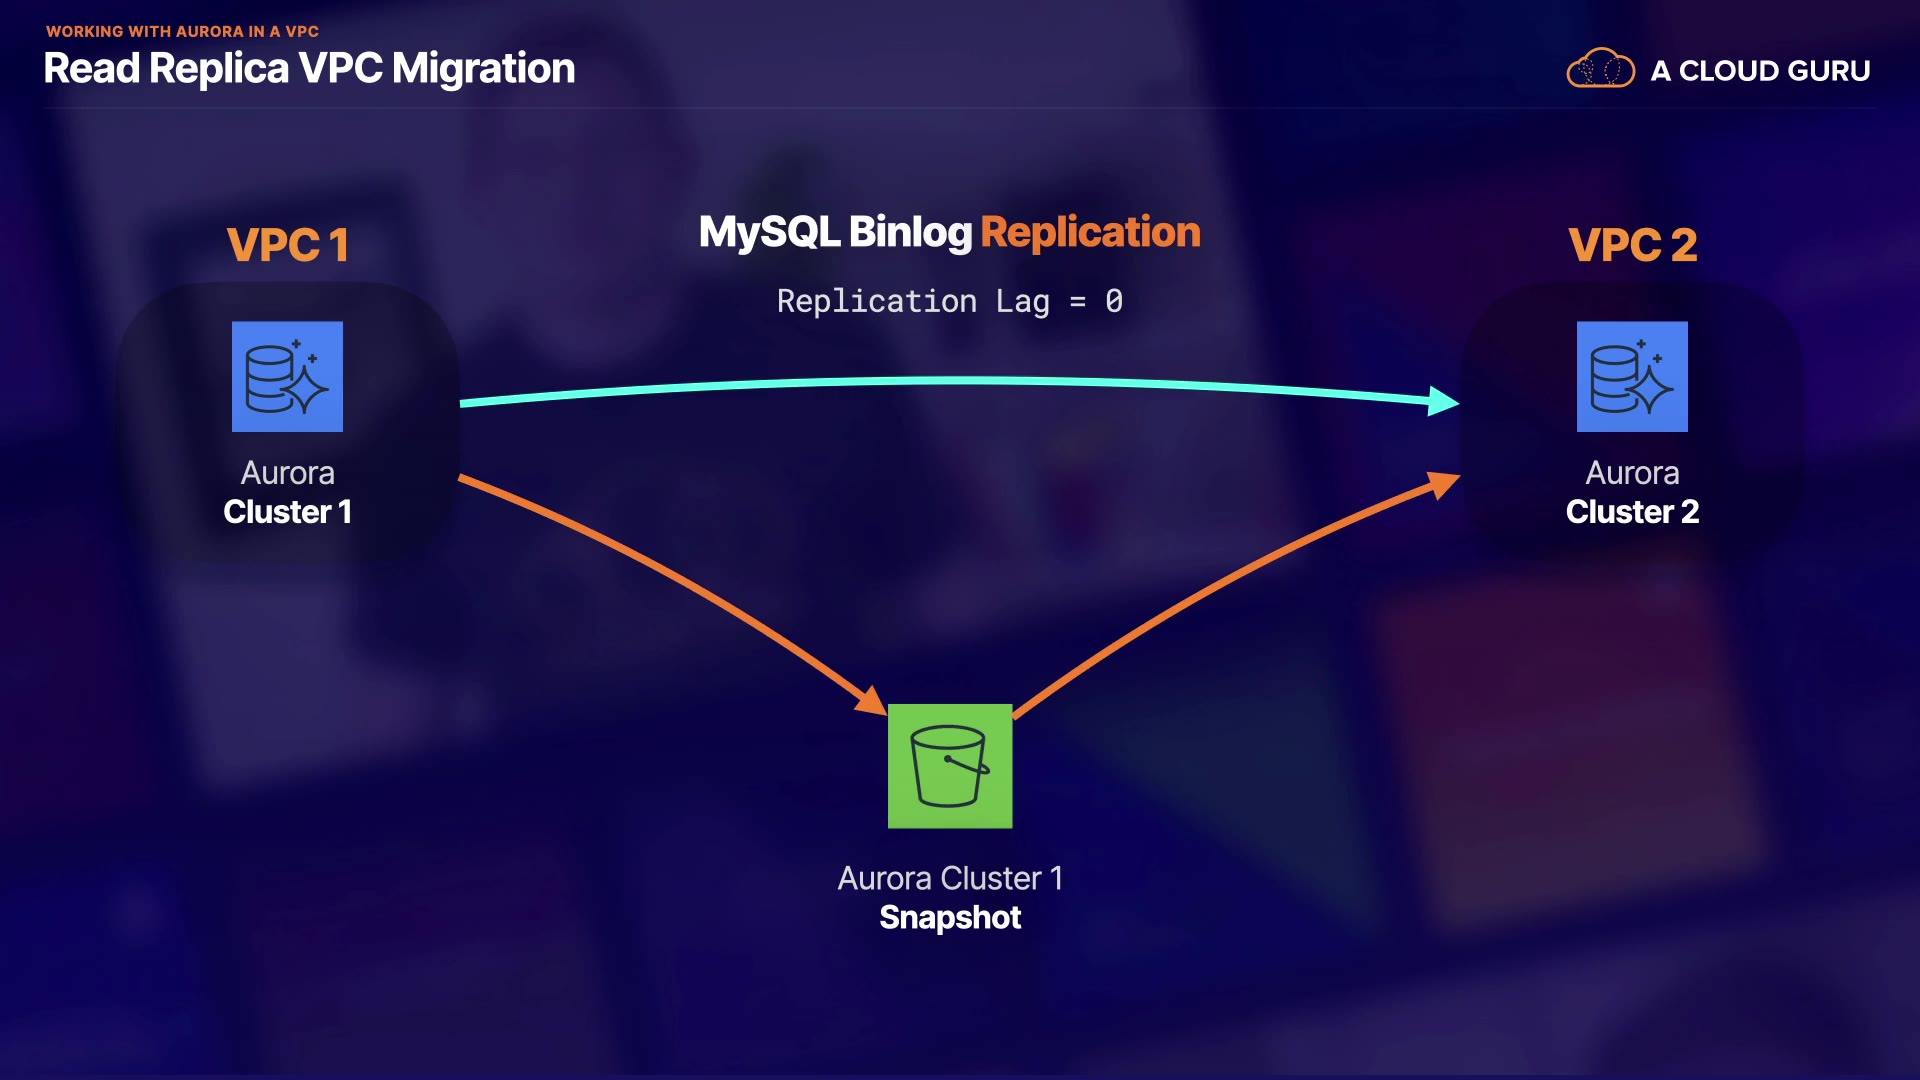 WORKING WITH AURORA IN A VPC
Read Replica VPC Migration
A CLOUD GURU
VPC 1
MySQL Binlog Replication
VPC 2
Replication Lag = 0
Aurora
Cluster 1
Aurora
Cluster 2
Aurora Cluster 1
Snapshot